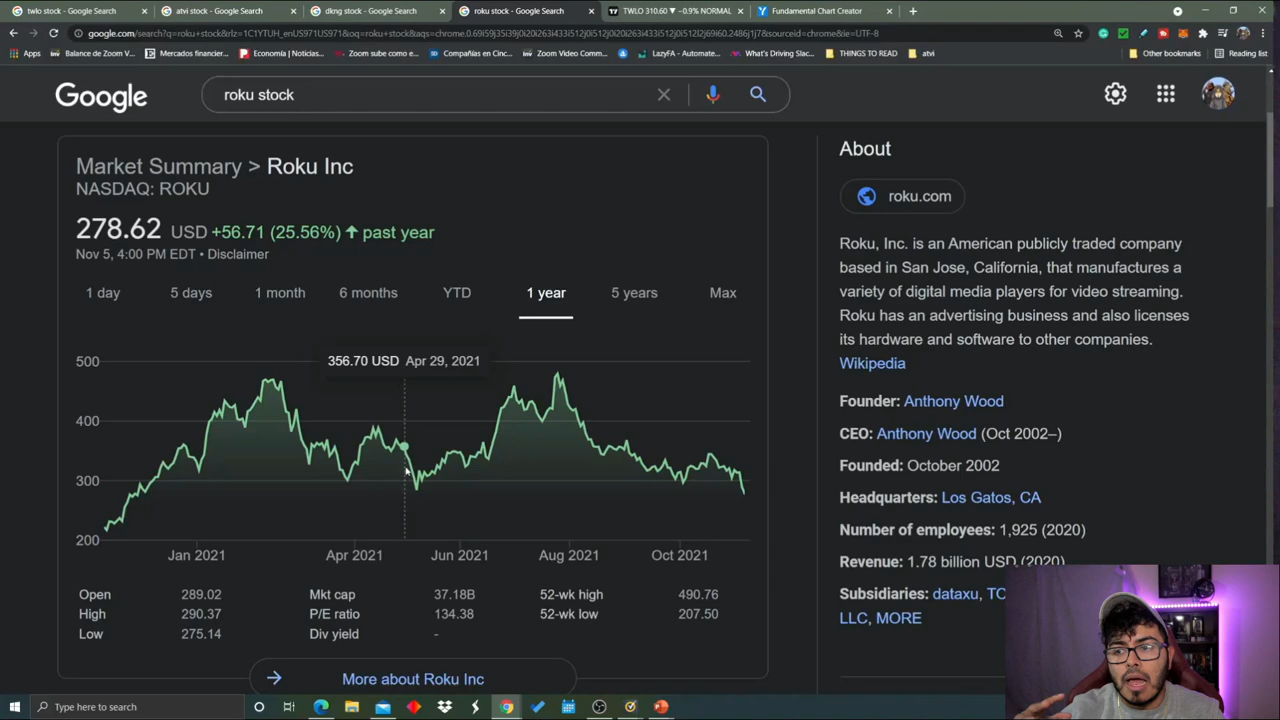 twlo stock - Google Search
atvi stock - Google Search
dkng stock - Google Search
roku stock - Google Search
TWLO 310.60 ▼ −0.9% NORMAL
Fundamental Chart Creator
Apps
Balance de Zoom V...
Mercados financier...
Economía | Noticias...
Zoom sube como e...
Compañías en Cinc...
Zoom Video Comm...
LazyFA - Automate...
What's Driving Slac...
THINGS TO READ
atvi
Other bookmarks
Reading list
Google
roku stock
Market Summary > Roku Inc
NASDAQ: ROKU
278.62 USD +56.71 (25.56%) ↑ past year
Nov 5, 4:00 PM EDT • Disclaimer
1 day
5 days
1 month
6 months
YTD
1 year
5 years
Max
356.70 USD Apr 29, 2021
500
400
300
200
Jan 2021
Apr 2021
Jun 2021
Aug 2021
Oct 2021
Open 289.02
High 290.37
Low 275.14
Mkt cap 37.18B
P/E ratio 134.38
Div yield -
52-wk high 490.76
52-wk low 207.50
More about Roku Inc
About
roku.com
Roku, Inc. is an American publicly traded company
based in San Jose, California, that manufactures a
variety of digital media players for video streaming.
Roku has an advertising business and also licenses
its hardware and software to other companies.
Wikipedia
Founder: Anthony Wood
CEO: Anthony Wood (Oct 2002–)
Founded: October 2002
Headquarters: Los Gatos, CA
Number of employees: 1,925 (2020)
Revenue: 1.78 billion USD (2020)
Subsidiaries: dataxu, TC
LLC, MORE
Type here to search